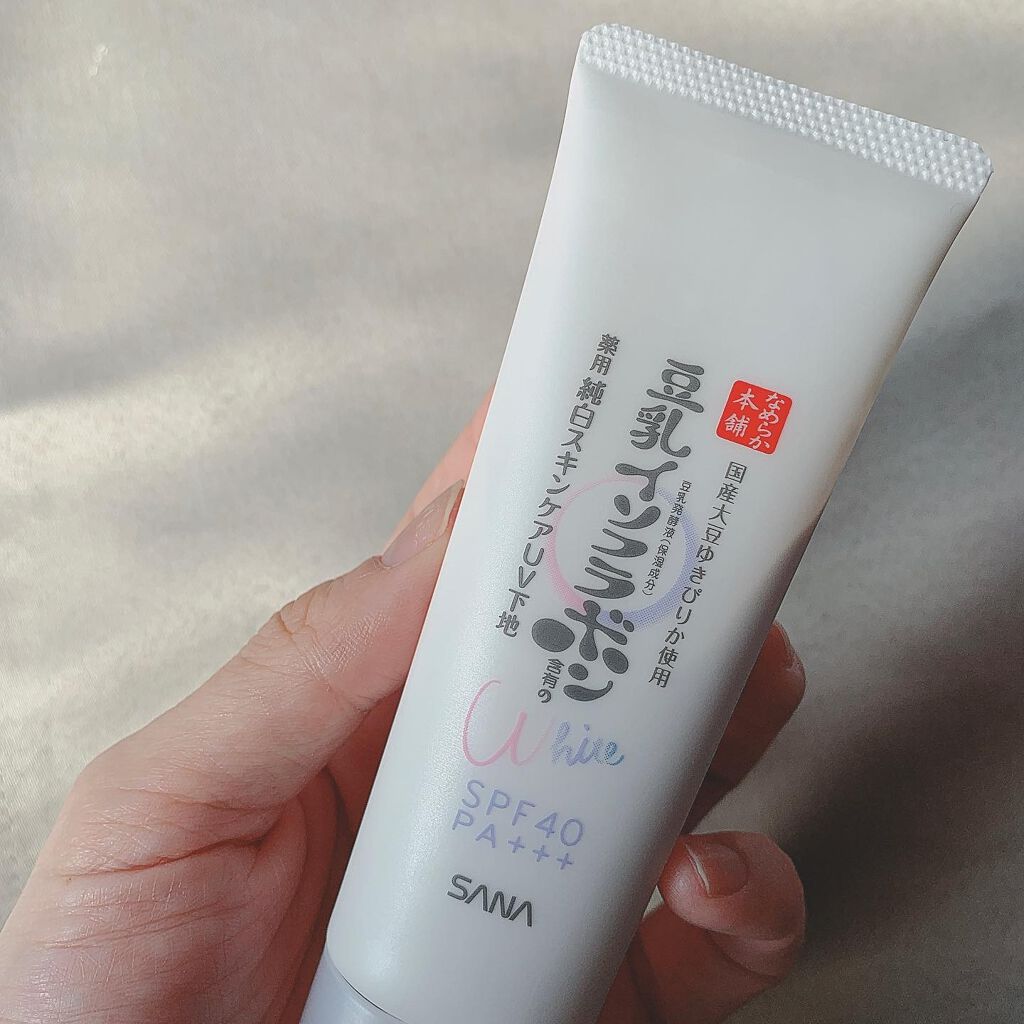 なめらか
本舗
国産大豆ゆきぴりか使用
豆乳イソフラボン
豆乳発酵液(保湿成分)
含有の
薬用 純白スキンケアUV下地
White
SPF40
PA+++
SANA